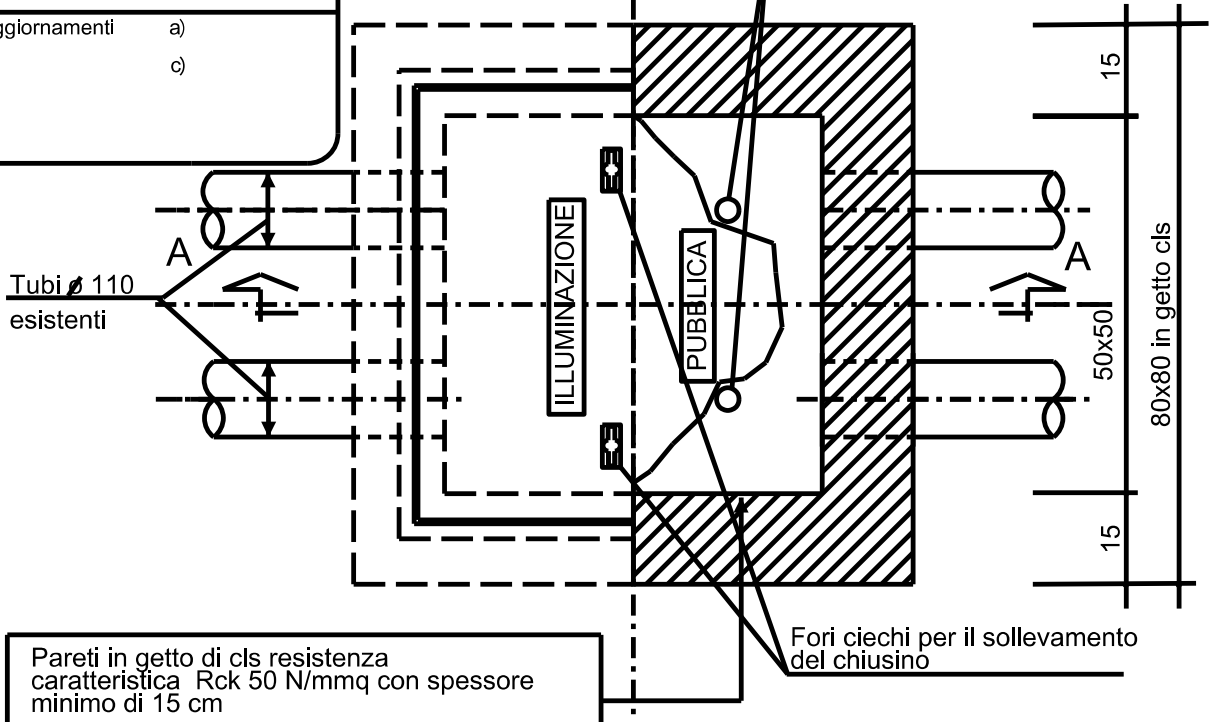 a)
c)
15
ILLUMINAZIONE
PUBBLICA
A
A
Tubi ø 110
esistenti
50x50
80x80 in getto cls
15
Fori ciechi per il sollevamento
del chiusino
Pareti in getto di cls resistenza
caratteristica Rck 50 N/mmq con spessore
minimo di 15 cm